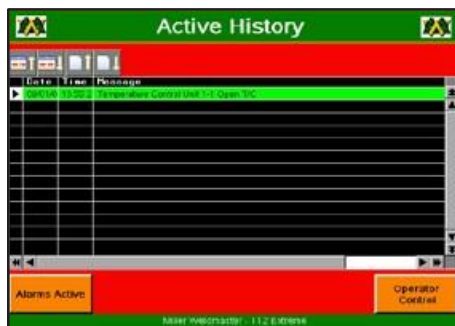 Active History
Date Time Message
Temperature Control Unit 1-1 Open T/C
Alarms Active
Operator Control
Miller Weldmaster - 112 Extreme